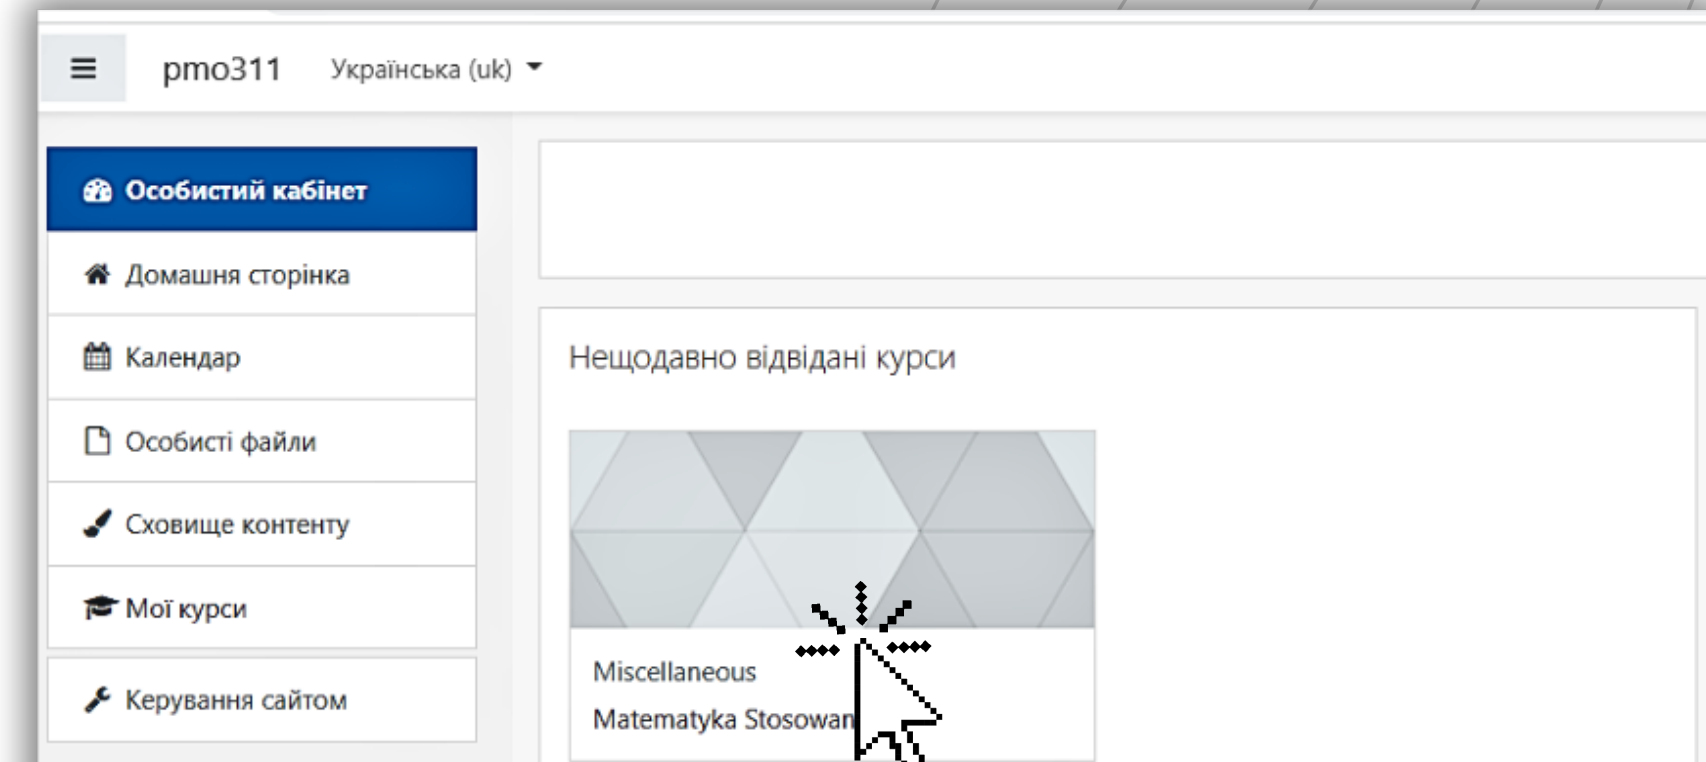 pmo311 Українська (uk)
Особистий кабінет
Домашня сторінка
Календар
Особисті файли
Сховище контенту
Мої курси
Керування сайтом
Нещодавно відвідані курси
Miscellaneous
Matematyka